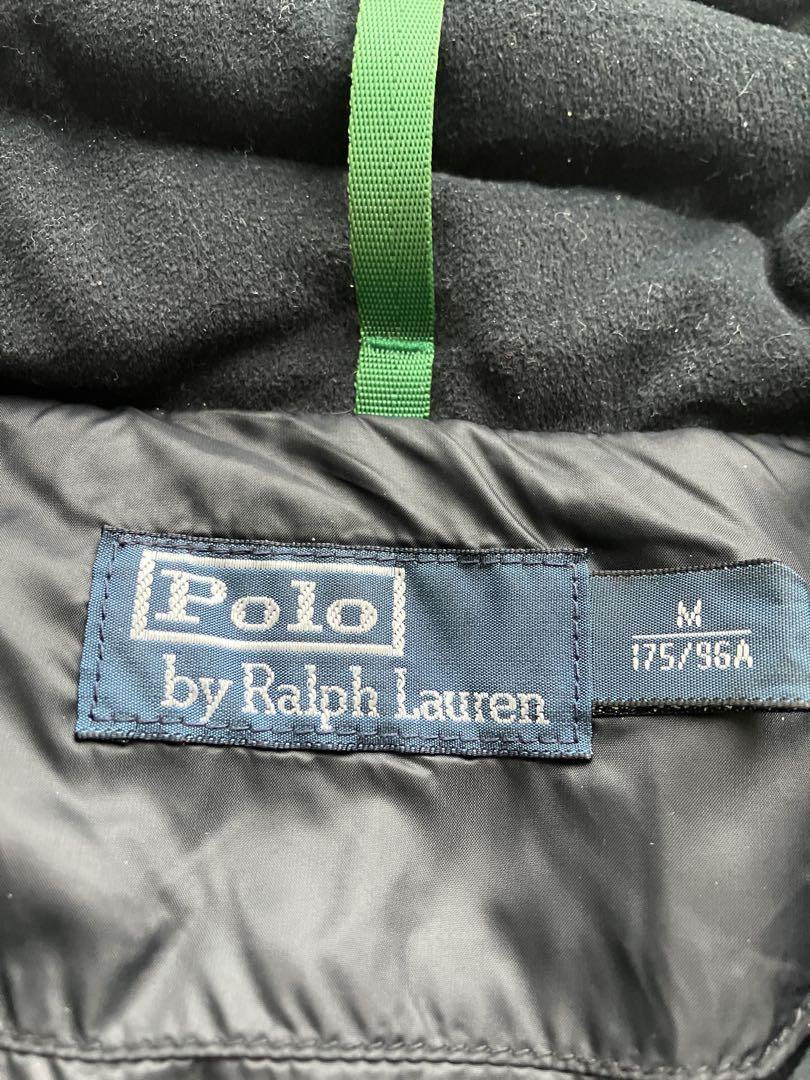 Polo
by Ralph Lauren
M
175/96A